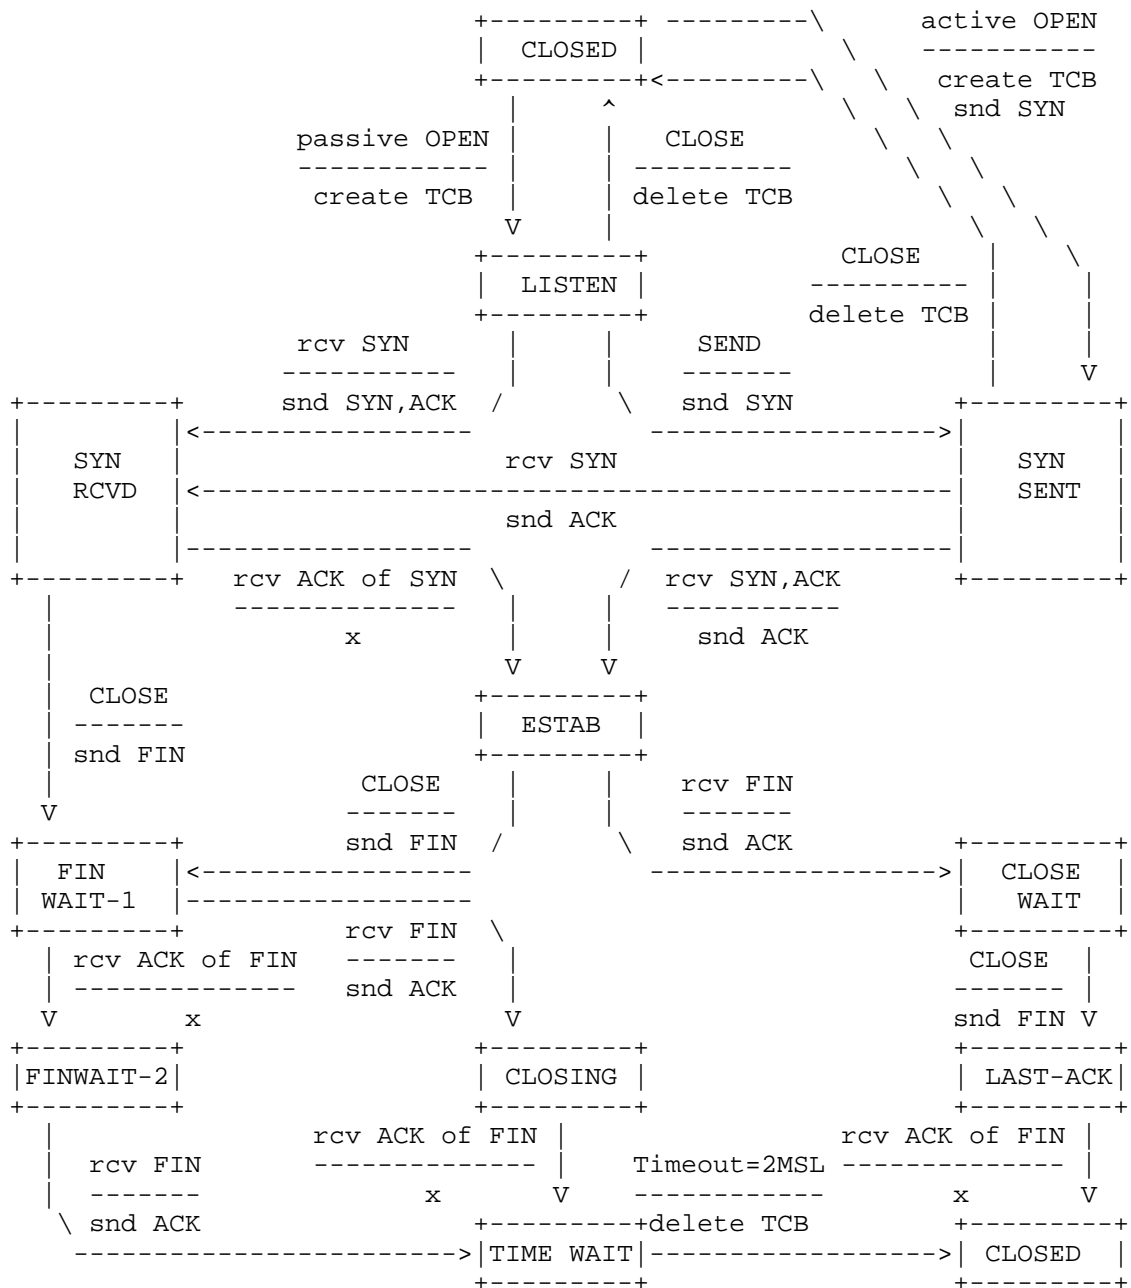 +---------+ ---------\      active OPEN
|  CLOSED |            \    -----------
+---------+<---------\   \   create TCB
  |     ^              \   \  snd SYN
passive OPEN |     |   CLOSE        \   \
------------ |     | ----------       \   \
create TCB  |     | delete TCB         \   \
V     |                      \   \
+---------+            CLOSE    |    \
|  LISTEN |          ---------- |     |
+---------+          delete TCB |     |
rcv SYN      |     |     SEND              |     |
-----------   |     |    -------            |     V
+---------+      snd SYN,ACK  /       \   snd SYN          +---------+
|         |<-----------------           ------------------>|         |
|   SYN   |                    rcv SYN                     |   SYN   |
|   RCVD  |<-----------------------------------------------|   SENT  |
|         |                    snd ACK                     |         |
|         |------------------           -------------------|         |
+---------+   rcv ACK of SYN  \       /  rcv SYN,ACK       +---------+
|           --------------   |     |   -----------
|                  x         |     |     snd ACK
|                            V     V
|  CLOSE                   +---------+
| -------                  |  ESTAB  |
| snd FIN                  +---------+
|                   CLOSE    |     |    rcv FIN
V                  -------   |     |    -------
+---------+          snd FIN  /       \   snd ACK          +---------+
|  FIN    |<-----------------           ------------------>|  CLOSE  |
| WAIT-1  |------------------                              |   WAIT  |
+---------+          rcv FIN  \                            +---------+
| rcv ACK of FIN   -------   |                            CLOSE  |
| --------------   snd ACK   |                           ------- |
V        x                   V                           snd FIN V
+---------+                  +---------+                   +---------+
|FINWAIT-2|                  | CLOSING |                   | LAST-ACK|
+---------+                  +---------+                   +---------+
|                rcv ACK of FIN |                 rcv ACK of FIN |
|  rcv FIN       -------------- |    Timeout=2MSL -------------- |
|  -------              x       V    ------------        x       V
\ snd ACK                 +---------+delete TCB         +---------+
------------------------>|TIME WAIT|------------------>| CLOSED  |
+---------+                   +---------+